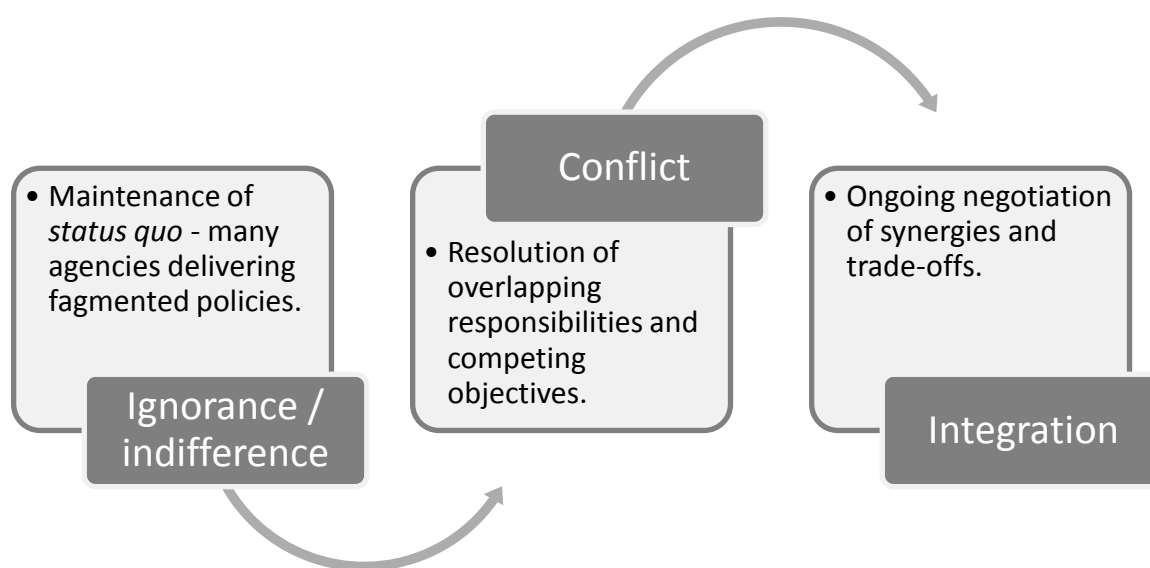 • Maintenance of
status quo - many
agencies delivering
fagmented policies.
Ignorance /
indifference
Conflict
• Resolution of
overlapping
responsibilities and
competing
objectives.
• Ongoing negotiation
of synergies and
trade-offs.
Integration